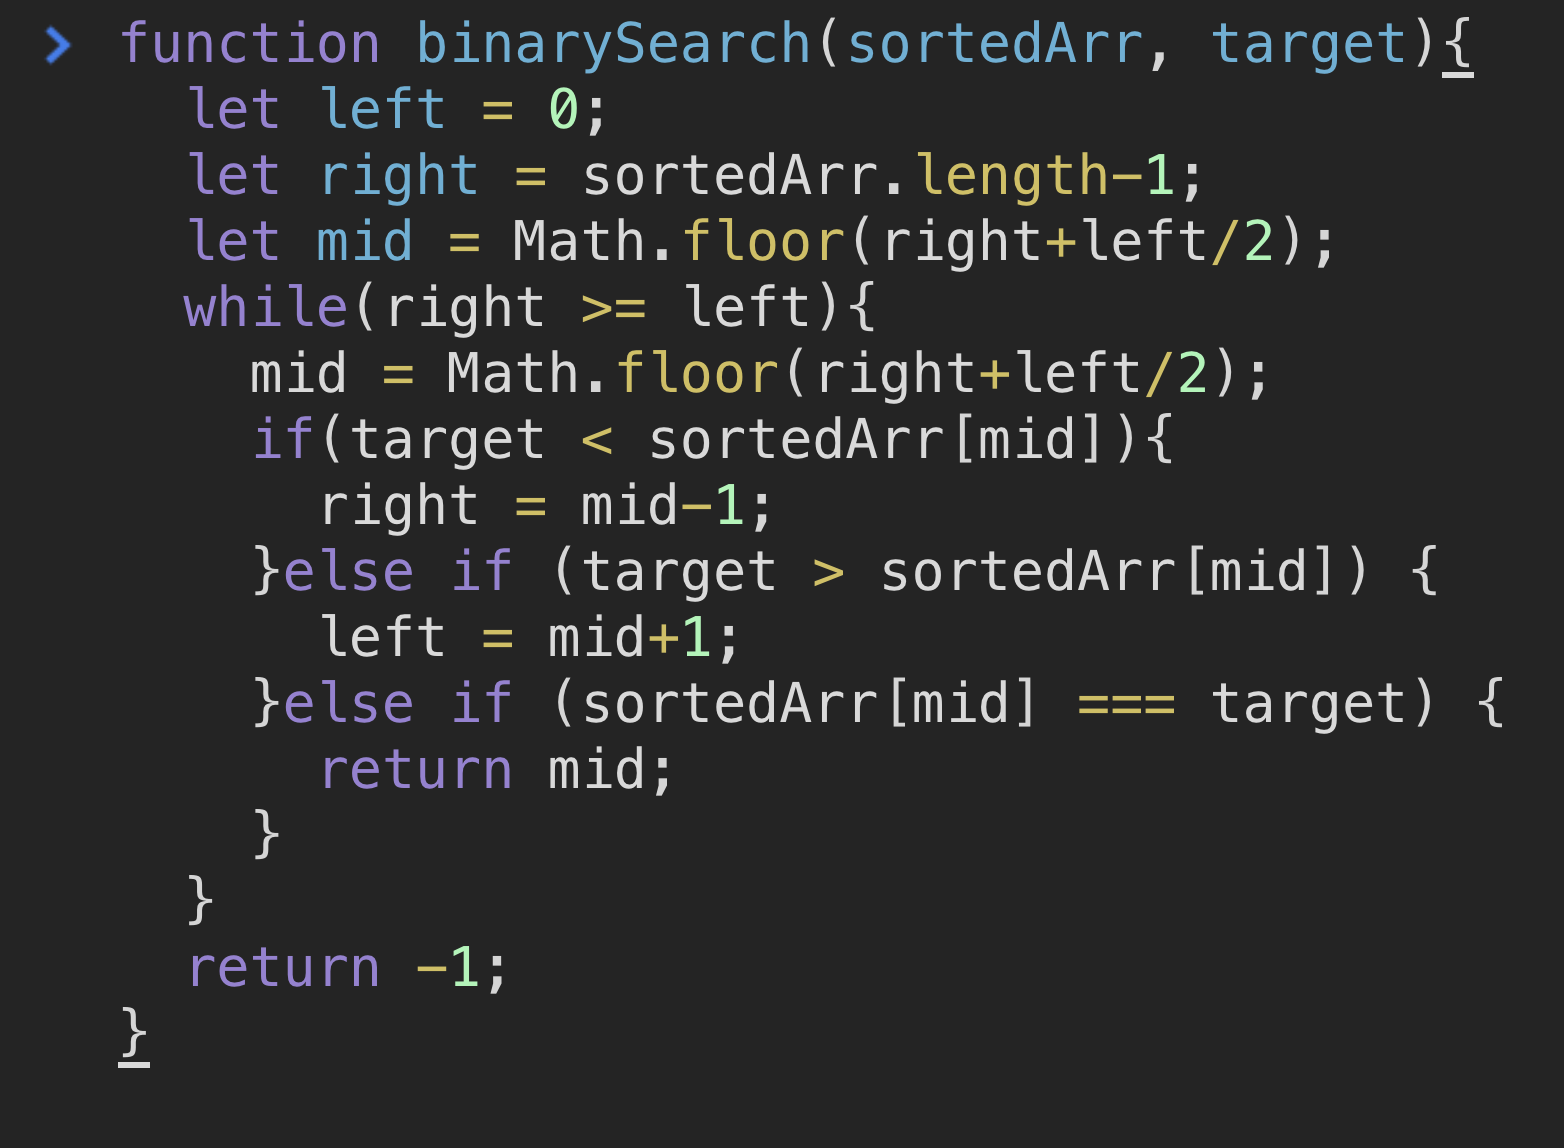 function binarySearch(sortedArr, target){
  let left = 0;
  let right = sortedArr.length-1;
  let mid = Math.floor(right+left/2);
  while(right >= left){
    mid = Math.floor(right+left/2);
    if(target < sortedArr[mid]){
      right = mid-1;
    }else if (target > sortedArr[mid]) {
      left = mid+1;
    }else if (sortedArr[mid] === target) {
      return mid;
    }
  }
  return -1;
}